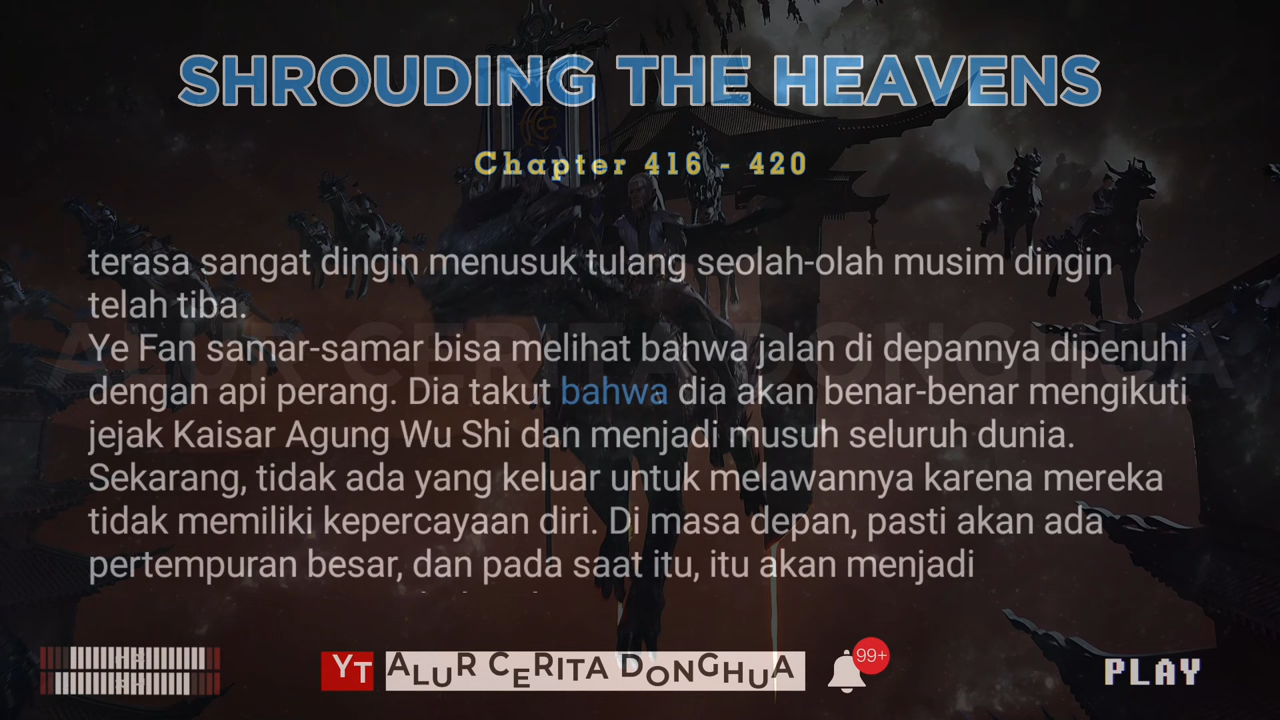 SHROUDING THE HEAVENS
Chapter 416 - 420
terasa sangat dingin menusuk tulang seolah-olah musim dingin
telah tiba.
Ye Fan samar-samar bisa melihat bahwa jalan di depannya dipenuhi
dengan api perang. Dia takut bahwa dia akan benar-benar mengikuti
jejak Kaisar Agung Wu Shi dan menjadi musuh seluruh dunia.
Sekarang, tidak ada yang keluar untuk melawannya karena mereka
tidak memiliki kepercayaan diri. Di masa depan, pasti akan ada
pertempuran besar, dan pada saat itu, itu akan menjadi
ALUR CERITA DONGHUA
YT ALUR CERITA DONGHUA
99+
PLAY